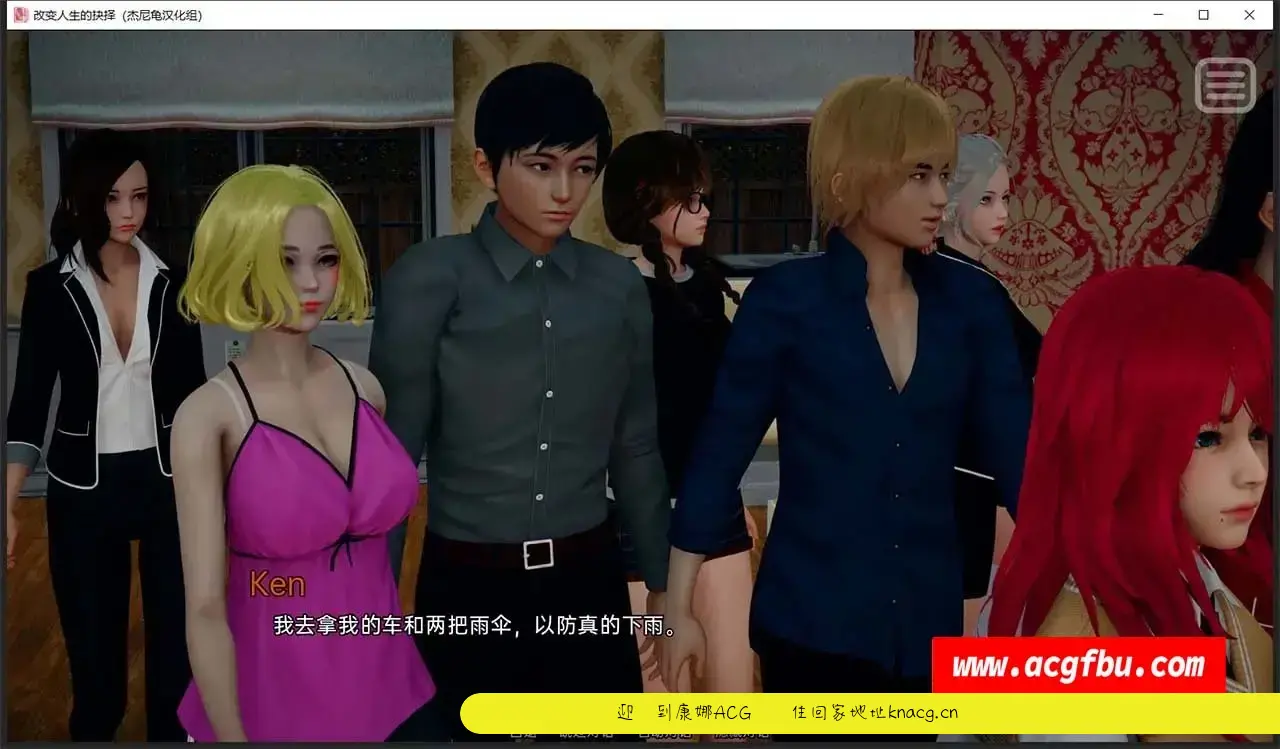 改变人生的抉择（杰尼龟汉化组）
Ken
我去拿我的车和两把雨伞，以防真的下雨。
www.acgfbu.com
迎 到康娜ACG 住回家地址knacg.cn